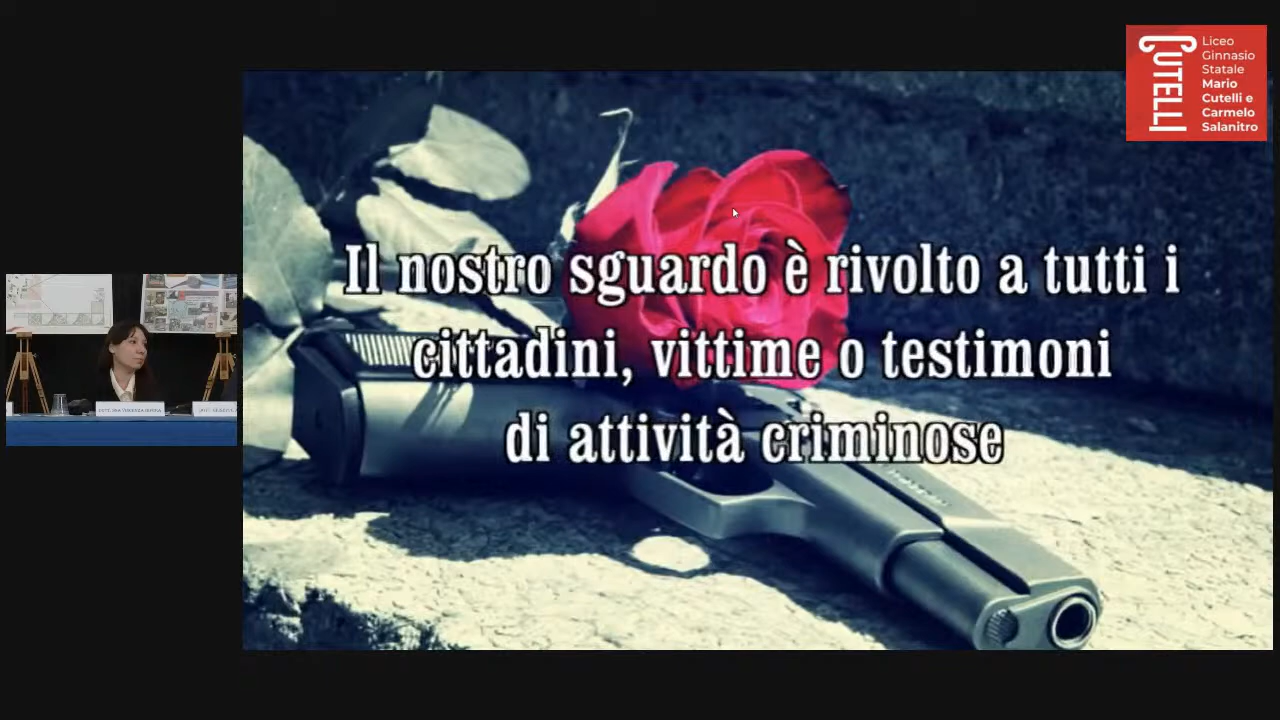 CUTELLI
Liceo
Ginnasio
Statale
Mario
Cutelli e
Carmelo
Salanitro
Il nostro sguardo è rivolto a tutti i
cittadini, vittime o testimoni
di attività criminose